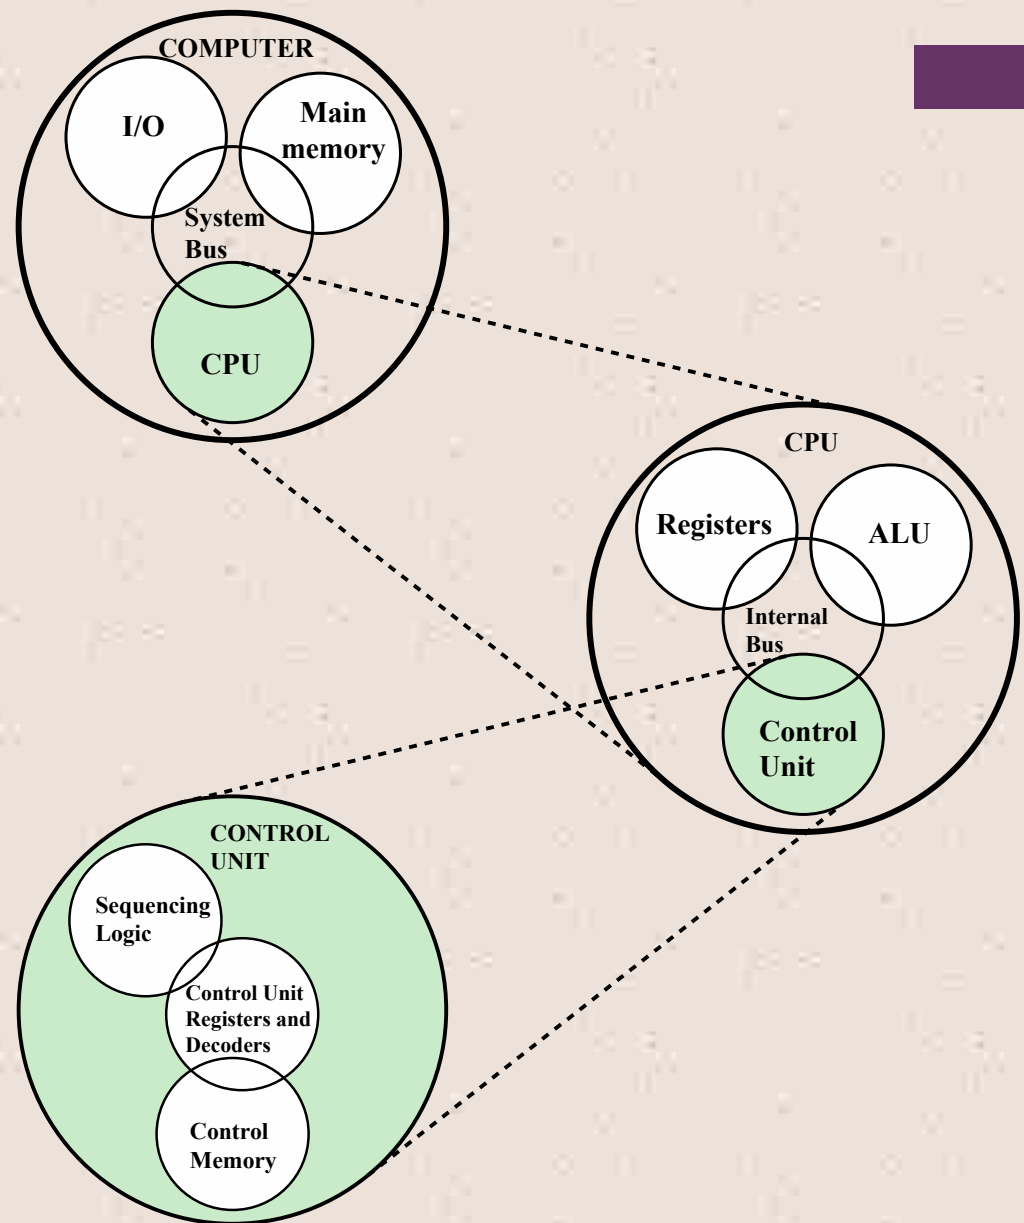 COMPUTER
I/O
Main
memory
System
Bus
CPU
CPU
Registers
ALU
Internal
Bus
Control
Unit
CONTROL
UNIT
Sequencing
Logic
Control Unit
Registers and
Decoders
Control
Memory